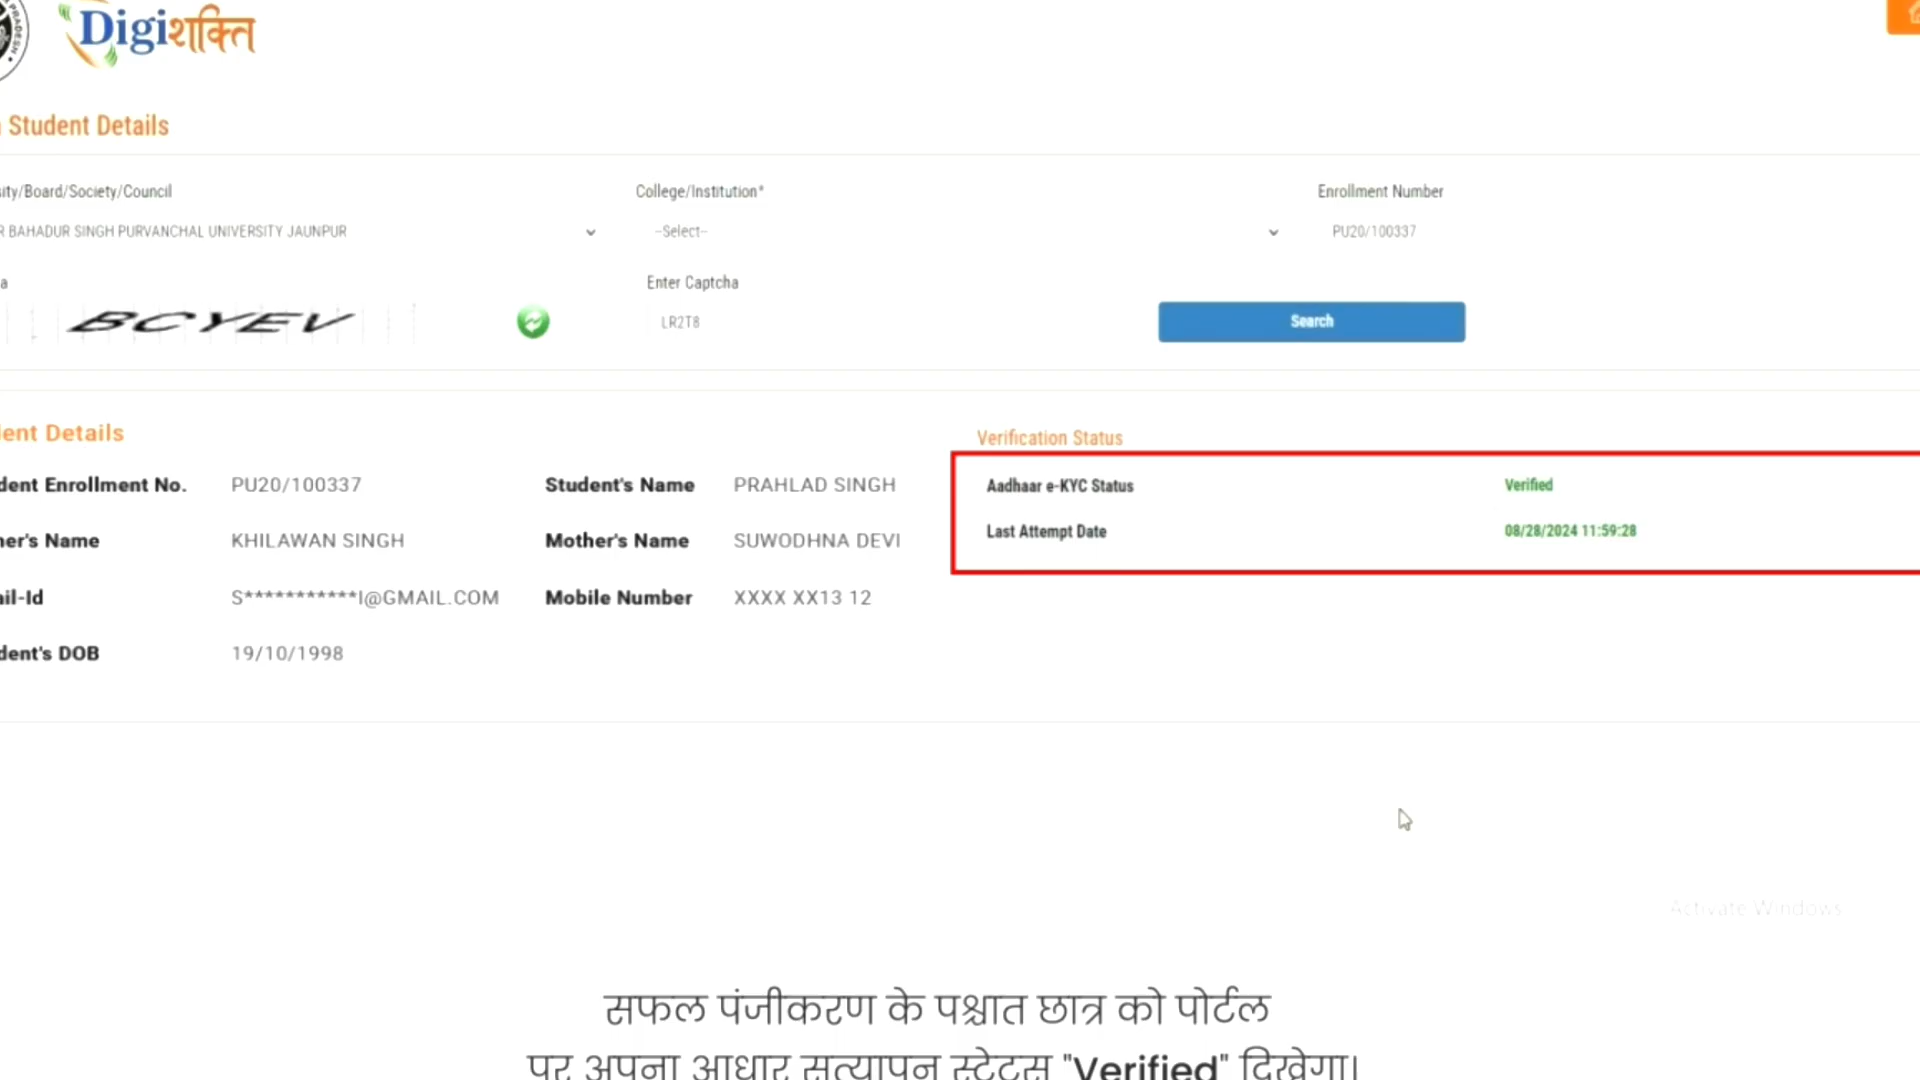 PRADESH
Digiशक्ति
Student Details
sity/Board/Society/Council College/Institution* Enrollment Number
R BAHADUR SINGH PURVANCHAL UNIVERSITY JAUNPUR --Select-- PU20/100337
a Enter Captcha
BCYEV LR2T8 Search
ent Details Verification Status
dent Enrollment No. PU20/100337 Student's Name PRAHLAD SINGH Aadhaar e-KYC Status Verified
her's Name KHILAWAN SINGH Mother's Name SUWODHNA DEVI Last Attempt Date 08/28/2024 11:59:28
ail-Id S***********I@GMAIL.COM Mobile Number XXXX XX13 12
dent's DOB 19/10/1998
Activate Windows
सफल पंजीकरण के पश्चात छात्र को पोर्टल
पर अपना आधार सत्यापन स्टेटस "Verified" दिखेगा।